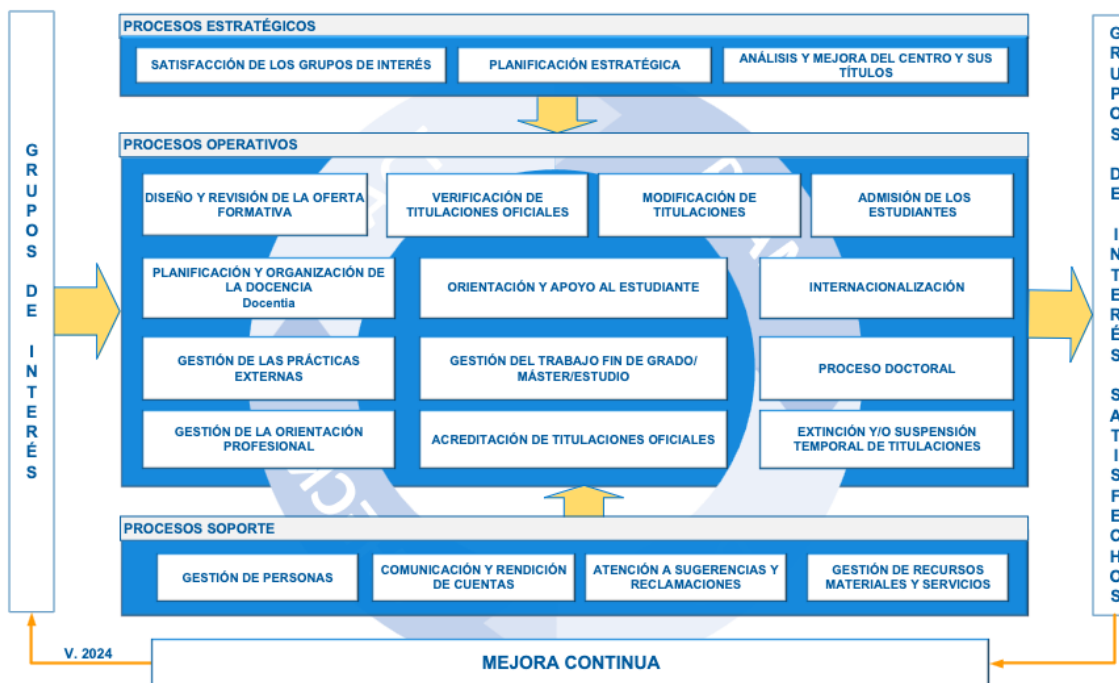 PROCESOS ESTRATÉGICOS
SATISFACCIÓN DE LOS GRUPOS DE INTERÉS
PLANIFICACIÓN ESTRATÉGICA
ANÁLISIS Y MEJORA DEL CENTRO Y SUS
TÍTULOS
GRUPOS DE INTERÉS
PROCESOS OPERATIVOS
DISEÑO Y REVISIÓN DE LA OFERTA
FORMATIVA
VERIFICACIÓN DE
TITULACIONES OFICIALES
MODIFICACIÓN DE
TITULACIONES
ADMISIÓN DE LOS
ESTUDIANTES
PLANIFICACIÓN Y ORGANIZACIÓN DE
LA DOCENCIA
Docentia
ORIENTACIÓN Y APOYO AL ESTUDIANTE
INTERNACIONALIZACIÓN
GESTIÓN DE LAS PRÁCTICAS
EXTERNAS
GESTIÓN DEL TRABAJO FIN DE GRADO/
MÁSTER/ESTUDIO
PROCESO DOCTORAL
GESTIÓN DE LA ORIENTACIÓN
PROFESIONAL
ACREDITACIÓN DE TITULACIONES OFICIALES
EXTINCIÓN Y/O SUSPENSIÓN
TEMPORAL DE TITULACIONES
PROCESOS SOPORTE
GESTIÓN DE PERSONAS
COMUNICACIÓN Y RENDICIÓN
DE CUENTAS
ATENCIÓN A SUGERENCIAS Y
RECLAMACIONES
GESTIÓN DE RECURSOS
MATERIALES Y SERVICIOS
GRUPOS DE INTERÉS SATISFECHOS
V. 2024
MEJORA CONTINUA